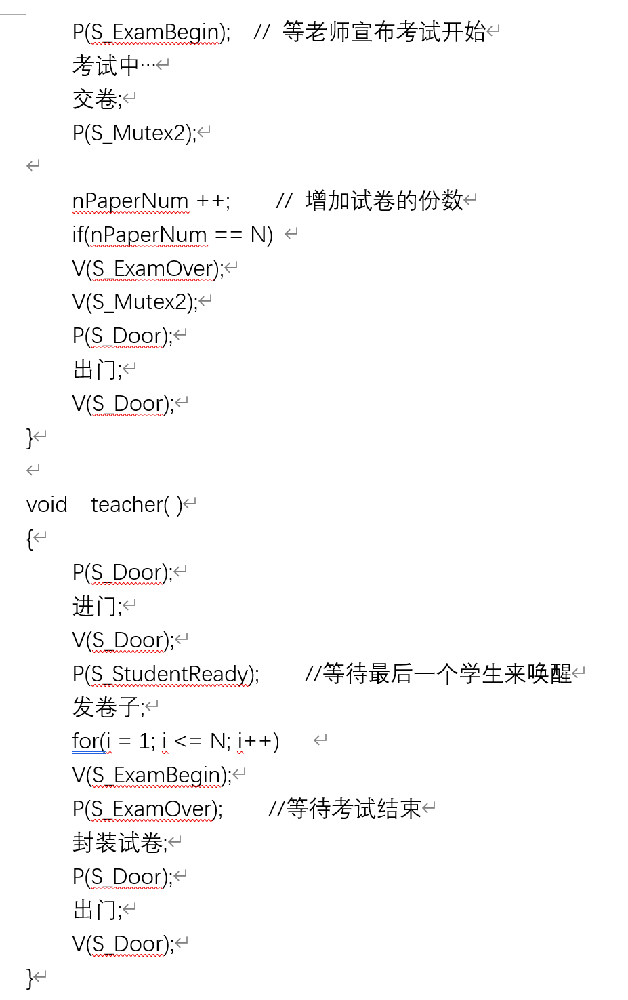 P(S_ExamBegin); // 等老师宣布考试开始
考试中…
交卷;
P(S_Mutex2);
nPaperNum ++; // 增加试卷的份数
if(nPaperNum == N)
V(S_ExamOver);
V(S_Mutex2);
P(S_Door);
出门;
V(S_Door);
}
void teacher( )
{
P(S_Door);
进门;
V(S_Door);
P(S_StudentReady); //等待最后一个学生来唤醒
发卷子;
for(i = 1; i <= N; i++)
V(S_ExamBegin);
P(S_ExamOver); //等待考试结束
封装试卷;
P(S_Door);
出门;
V(S_Door);
}